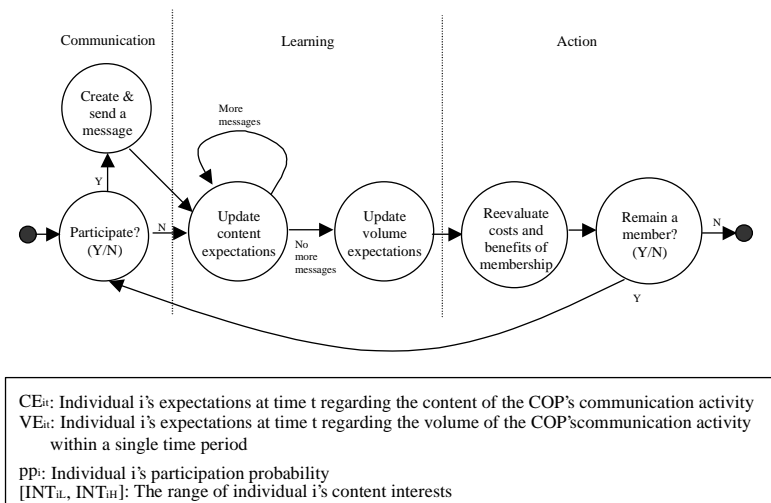 Communication
Learning
Action
Create &
send a
message
More
messages
Y
Participate?
(Y/N)
N
Update
content
expectations
No
more
messages
Update
volume
expectations
Reevaluate
costs and
benefits of
membership
Remain a
member?
(Y/N)
N
Y
CEit: Individual i's expectations at time t regarding the content of the COP's communication activity
VEit: Individual i's expectations at time t regarding the volume of the COP'scommunication activity
within a single time period
ppi: Individual i's participation probability
[INTiL, INTiH]: The range of individual i's content interests